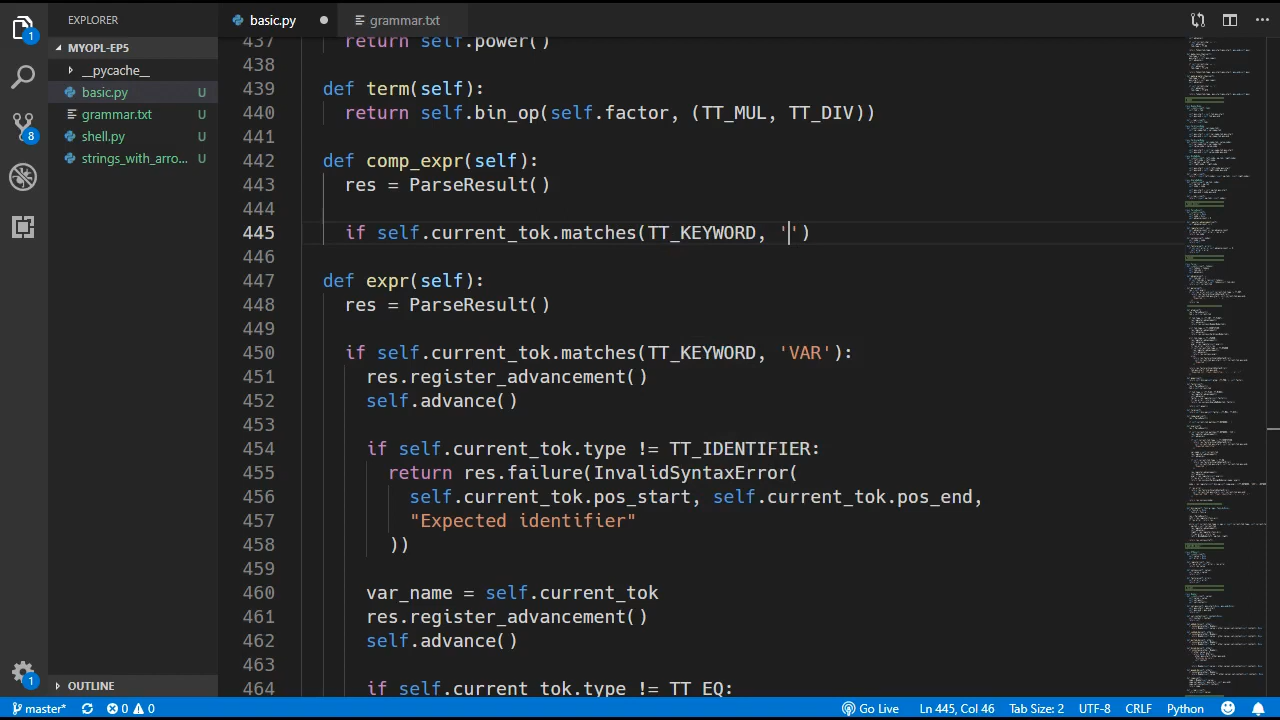 EXPLORER
basic.py
grammar.txt
MYOPL-EP5
__pycache__
basic.py U
grammar.txt U
shell.py U
strings_with_arro... U
1
8
1
437 return self.power()
438
439 def term(self):
440 return self.bin_op(self.factor, (TT_MUL, TT_DIV))
441
442 def comp_expr(self):
443 res = ParseResult()
444
445 if self.current_tok.matches(TT_KEYWORD, '')
446
447 def expr(self):
448 res = ParseResult()
449
450 if self.current_tok.matches(TT_KEYWORD, 'VAR'):
451 res.register_advancement()
452 self.advance()
453
454 if self.current_tok.type != TT_IDENTIFIER:
455 return res.failure(InvalidSyntaxError(
456 self.current_tok.pos_start, self.current_tok.pos_end,
457 "Expected identifier"
458 ))
459
460 var_name = self.current_tok
461 res.register_advancement()
462 self.advance()
463
464 if self.current_tok.type != TT_EQ:
OUTLINE
master* 0 0 Go Live Ln 445, Col 46 Tab Size: 2 UTF-8 CRLF Python